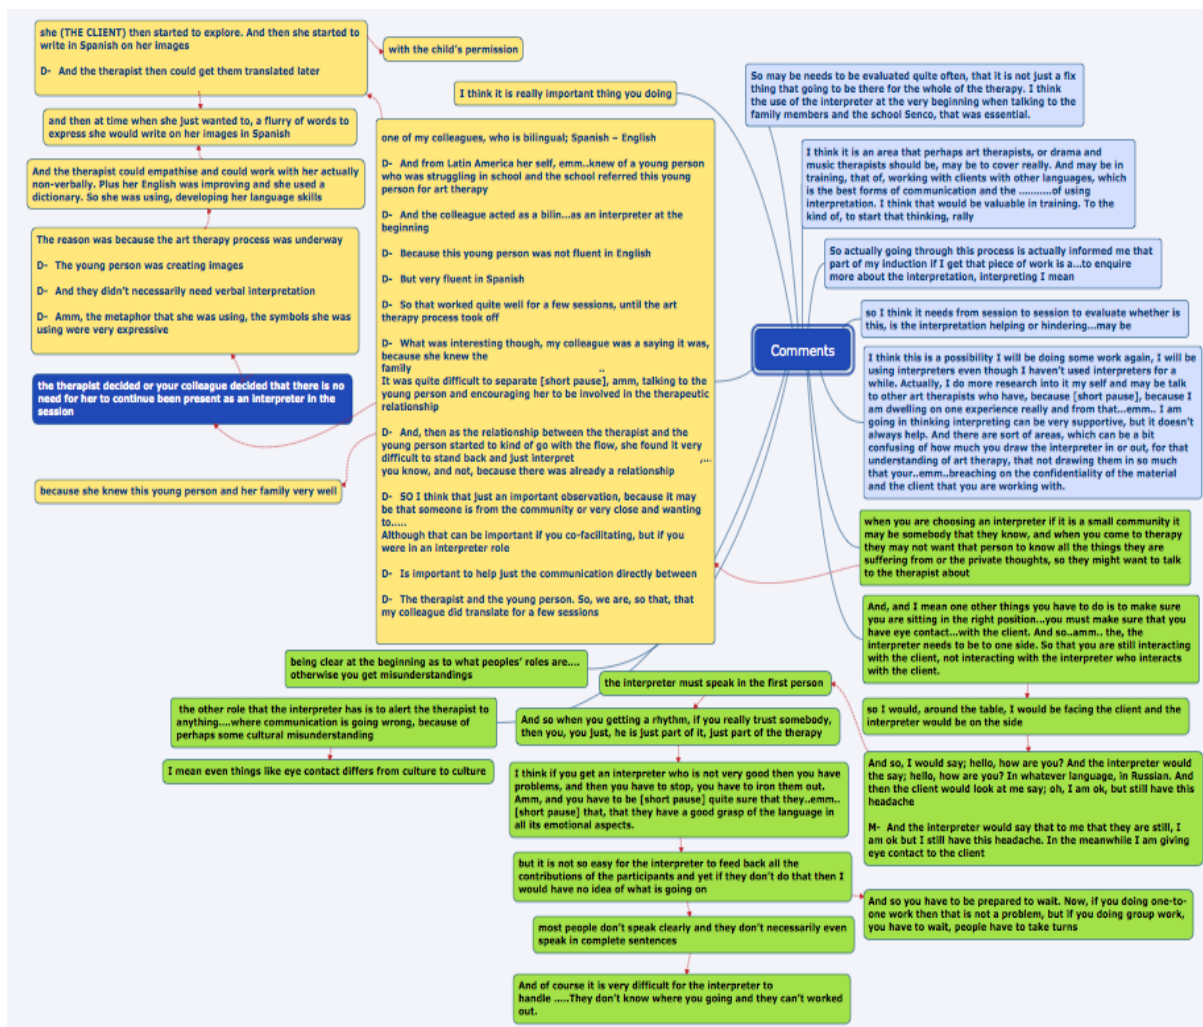 she (THE CLIENT) then started to explore. And then she started to
write in Spanish on her images
D- And the therapist then could get them translated later
with the child's permission
and then at time when she just wanted to, a flurry of words to
express she would write on her images in Spanish
And the therapist could empathise and could work with her actually
non-verbally. Plus her English was improving and she used a
dictionary. So she was using, developing her language skills
The reason was because the art therapy process was underway
D- The young person was creating images
D- And they didn't necessarily need verbal interpretation
D- Amm, the metaphor that she was using, the symbols she was
using were very expressive
the therapist decided or your colleague decided that there is no
need for her to continue been present as an interpreter in the
session
because she knew this young person and her family very well
I think it is really important thing you doing
one of my colleagues, who is bilingual; Spanish – English
D- And from Latin America her self, emm..knew of a young person
who was struggling in school and the school referred this young
person for art therapy
D- And the colleague acted as a bilin...as an interpreter at the
beginning
D- Because this young person was not fluent in English
D- But very fluent in Spanish
D- So that worked quite well for a few sessions, until the art
therapy process took off
D- What was interesting though, my colleague was a saying it was,
because she knew the
family ..
It was quite difficult to separate [short pause], amm, talking to the
young person and encouraging her to be involved in the therapeutic
relationship
D- And, then as the relationship between the therapist and the
young person started to kind of go with the flow, she found it very
difficult to stand back and just interpret ,...
you know, and not, because there was already a relationship
D- SO I think that just an important observation, because it may
be that someone is from the community or very close and wanting
to.....
Although that can be important if you co-facilitating, but if you
were in an interpreter role
D- Is important to help just the communication directly between
D- The therapist and the young person. So, we are, so that, that
my colleague did translate for a few sessions
Comments
So may be needs to be evaluated quite often, that it is not just a fix
thing that going to be there for the whole of the therapy. I think
the use of the interpreter at the very beginning when talking to the
family members and the school Senco, that was essential.
I think it is an area that perhaps art therapists, or drama and
music therapists should be, may be to cover really. And may be in
training, that of, working with clients with other languages, which
is the best forms of communication and the ...........of using
interpretation. I think that would be valuable in training. To the
kind of, to start that thinking, rally
So actually going through this process is actually informed me that
part of my induction if I get that piece of work is a...to enquire
more about the interpretation, interpreting I mean
so I think it needs from session to session to evaluate whether is
this, is the interpretation helping or hindering...may be
I think this is a possibility I will be doing some work again, I will be
using interpreters even though I haven't used interpreters for a
while. Actually, I do more research into it my self and may be talk
to other art therapists who have, because [short pause], because I
am dwelling on one experience really and from that...emm.. I am
going in thinking interpreting can be very supportive, but it doesn't
always help. And there are sort of areas, which can be a bit
confusing of how much you draw the interpreter in or out, for that
understanding of art therapy, that not drawing them in so much
that your..emm..breaching on the confidentiality of the material
and the client that you are working with.
when you are choosing an interpreter if it is a small community it
may be somebody that they know, and when you come to therapy
they may not want that person to know all the things they are
suffering from or the private thoughts, so they might want to talk
to the therapist about
And, and I mean one other things you have to do is to make sure
you are sitting in the right position...you must make sure that you
have eye contact...with the client. And so..amm.. the, the
interpreter needs to be to one side. So that you are still interacting
with the client, not interacting with the interpreter who interacts
with the client.
so I would, around the table, I would be facing the client and the
interpreter would be on the side
And so, I would say; hello, how are you? And the interpreter would
the say; hello, how are you? In whatever language, in Russian. And
then the client would look at me say; oh, I am ok, but still have this
headache
M- And the interpreter would say that to me that they are still, I
am ok but I still have this headache. In the meanwhile I am giving
eye contact to the client
being clear at the beginning as to what peoples' roles are....
otherwise you get misunderstandings
the other role that the interpreter has is to alert the therapist to
anything....where communication is going wrong, because of
perhaps some cultural misunderstanding
I mean even things like eye contact differs from culture to culture
the interpreter must speak in the first person
And so when you getting a rhythm, if you really trust somebody,
then you, you just, he is just part of it, just part of the therapy
I think if you get an interpreter who is not very good then you have
problems, and then you have to stop, you have to iron them out.
Amm, and you have to be [short pause] quite sure that they..emm..
[short pause] that, that they have a good grasp of the language in
all its emotional aspects.
but it is not so easy for the interpreter to feed back all the
contributions of the participants and yet if they don't do that then I
would have no idea of what is going on
And so you have to be prepared to wait. Now, if you doing one-to-
one work then that is not a problem, but if you doing group work,
you have to wait, people have to take turns
most people don't speak clearly and they don't necessarily even
speak in complete sentences
And of course it is very difficult for the interpreter to
handle .....They don't know where you going and they can't worked
out.